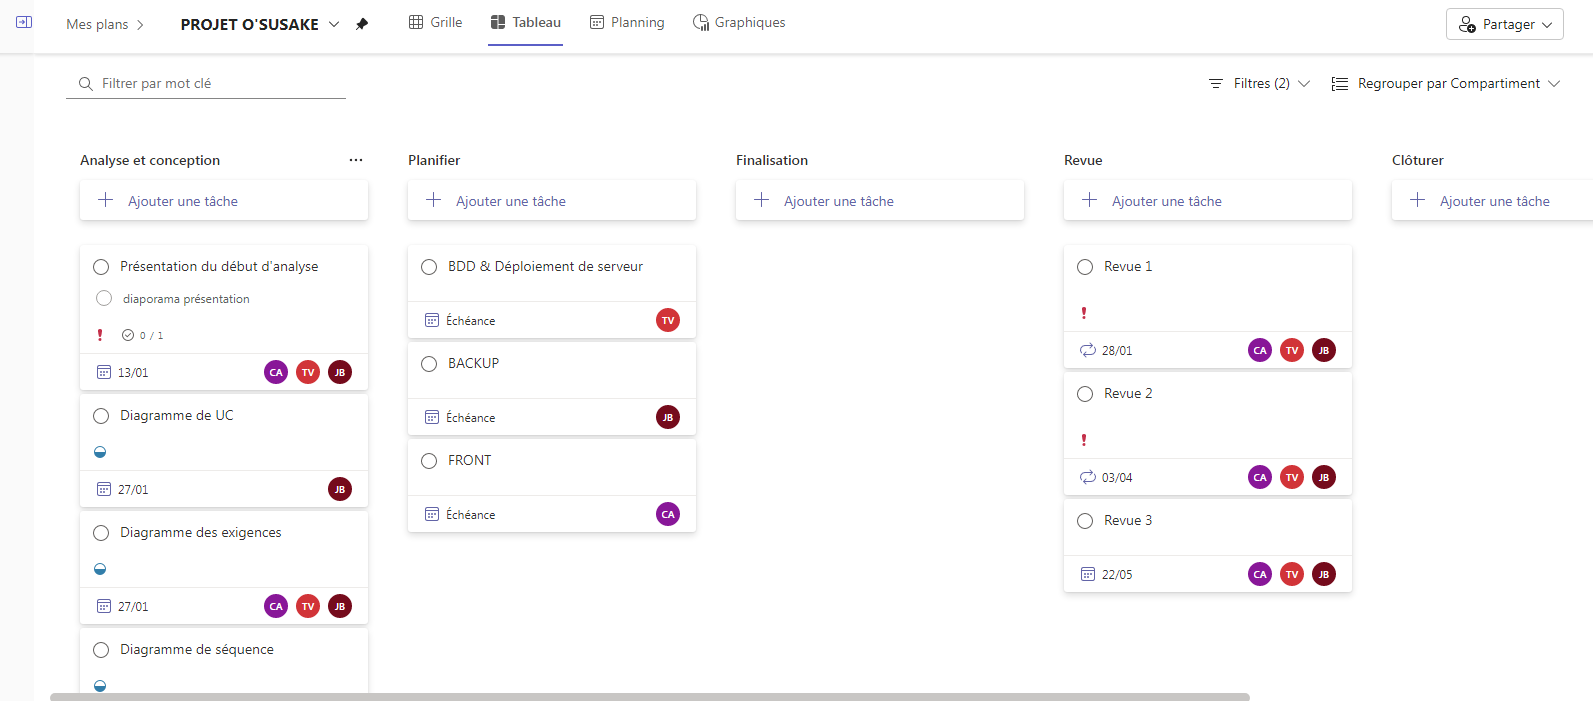 Mes plans
PROJET O'SUSAKE
Grille
Tableau
Planning
Graphiques
Partager
Filtrer par mot clé
Filtres (2)
Regrouper par Compartiment
Analyse et conception
Ajouter une tâche
Présentation du début d'analyse
diaporama présentation
0 / 1
13/01
CA TV JB
Diagramme de UC
27/01
JB
Diagramme des exigences
27/01
CA TV JB
Diagramme de séquence
Planifier
Ajouter une tâche
BDD & Déploiement de serveur
Échéance
TV
BACKUP
Échéance
JB
FRONT
Échéance
CA
Finalisation
Ajouter une tâche
Revue
Ajouter une tâche
Revue 1
28/01
CA TV JB
Revue 2
03/04
CA TV JB
Revue 3
22/05
CA TV JB
Clôturer
Ajouter une tâche